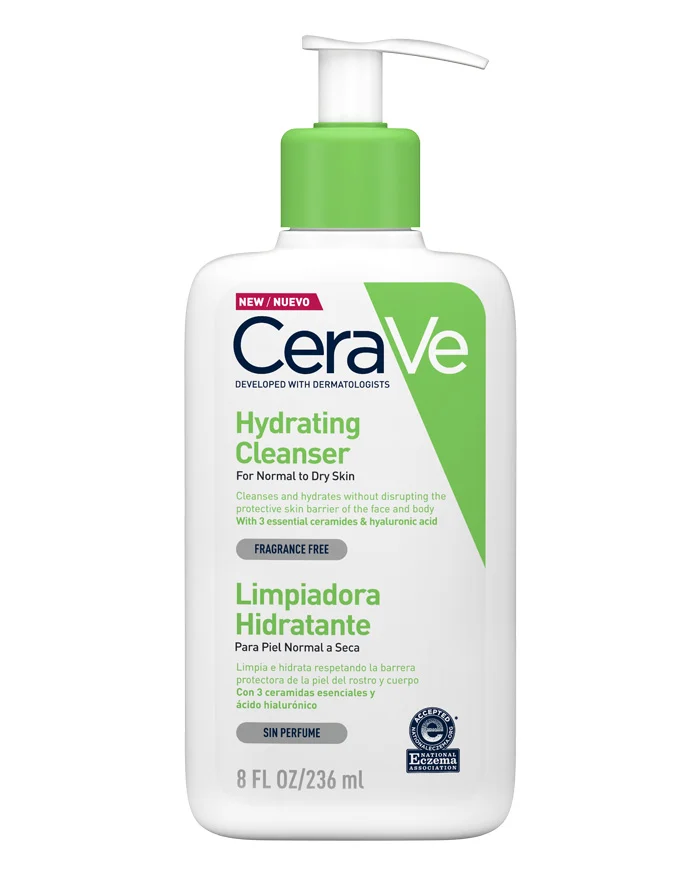 NEW / NUEVO
CeraVe
DEVELOPED WITH DERMATOLOGISTS
Hydrating
Cleanser
For Normal to Dry Skin
Cleanses and hydrates without disrupting the
protective skin barrier of the face and body
With 3 essential ceramides & hyaluronic acid
FRAGRANCE FREE
Limpiadora
Hidratante
Para Piel Normal a Seca
Limpia e hidrata respetando la barrera
protectora de la piel del rostro y cuerpo
Con 3 ceramidas esenciales y
ácido hialurónico
SIN PERFUME
ACCEPTED
NATIONALECZEMA.ORG
NATIONAL
Eczema
ASSOCIATION
8 FL OZ/236 ml